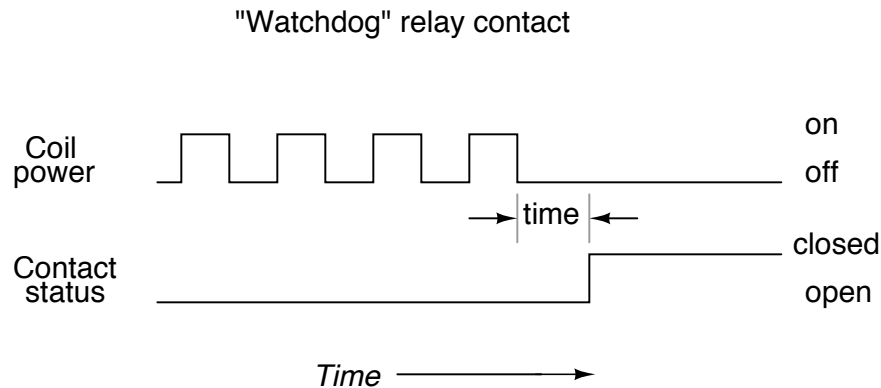 "Watchdog" relay contact
Coil
power
on
off
time
Contact
status
closed
open
Time